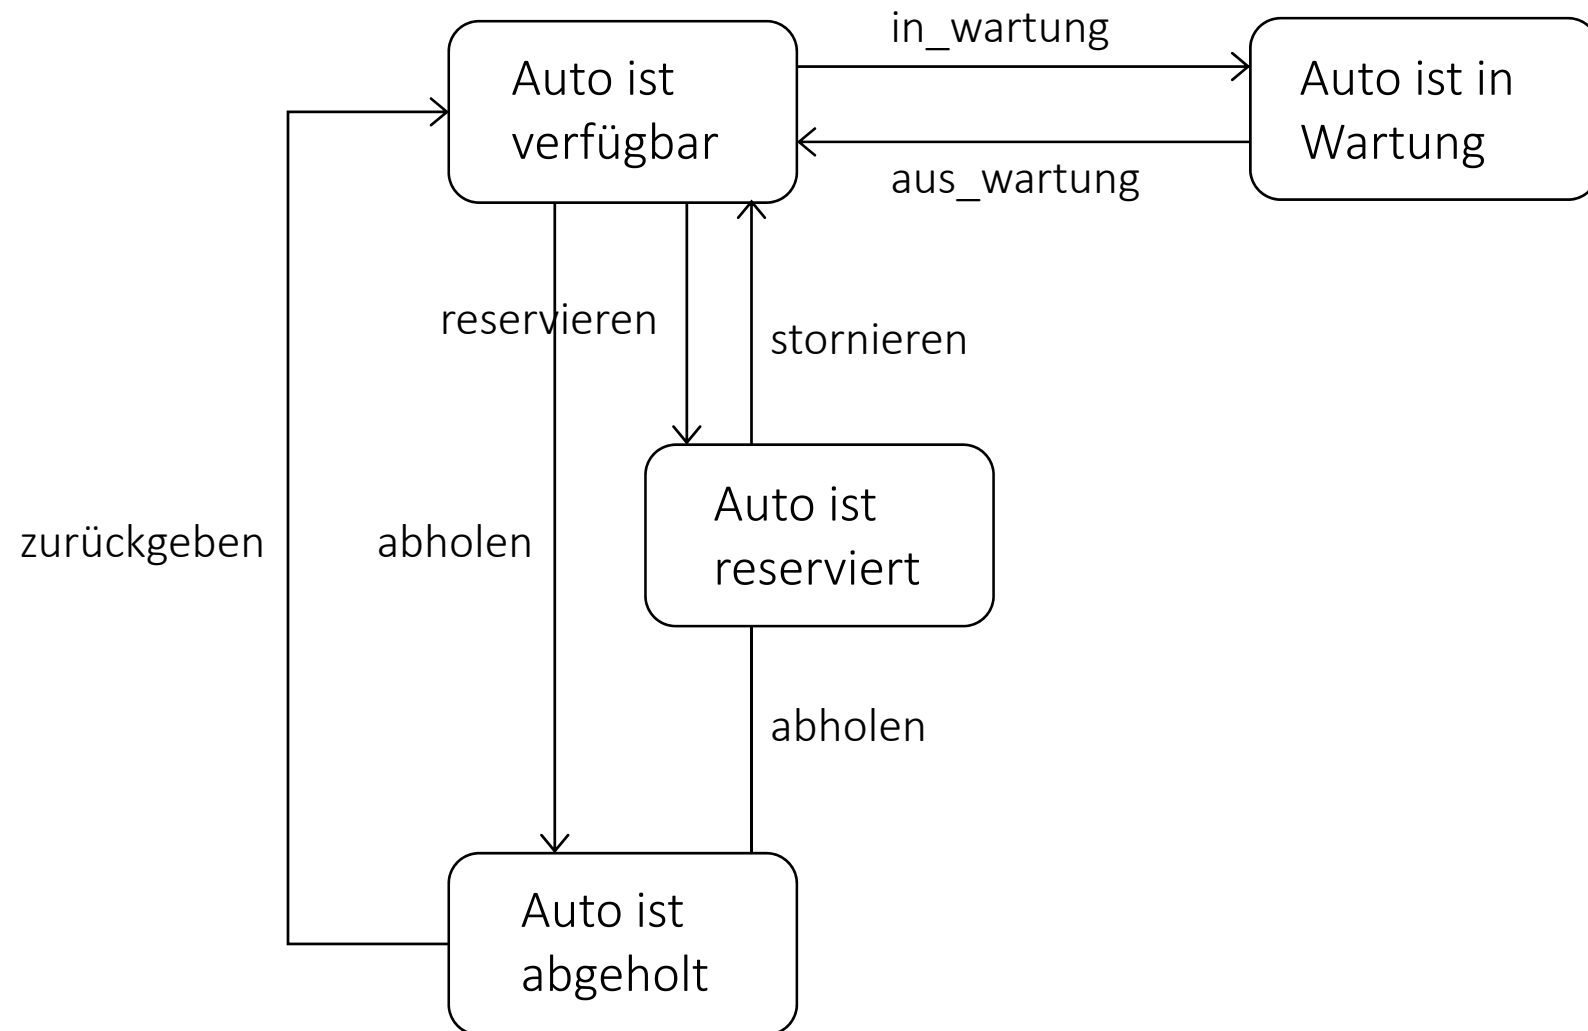 in_wartung
Auto ist
verfügbar
Auto ist in
Wartung
aus_wartung
reservieren
stornieren
Auto ist
reserviert
zurückgeben
abholen
abholen
Auto ist
abgeholt